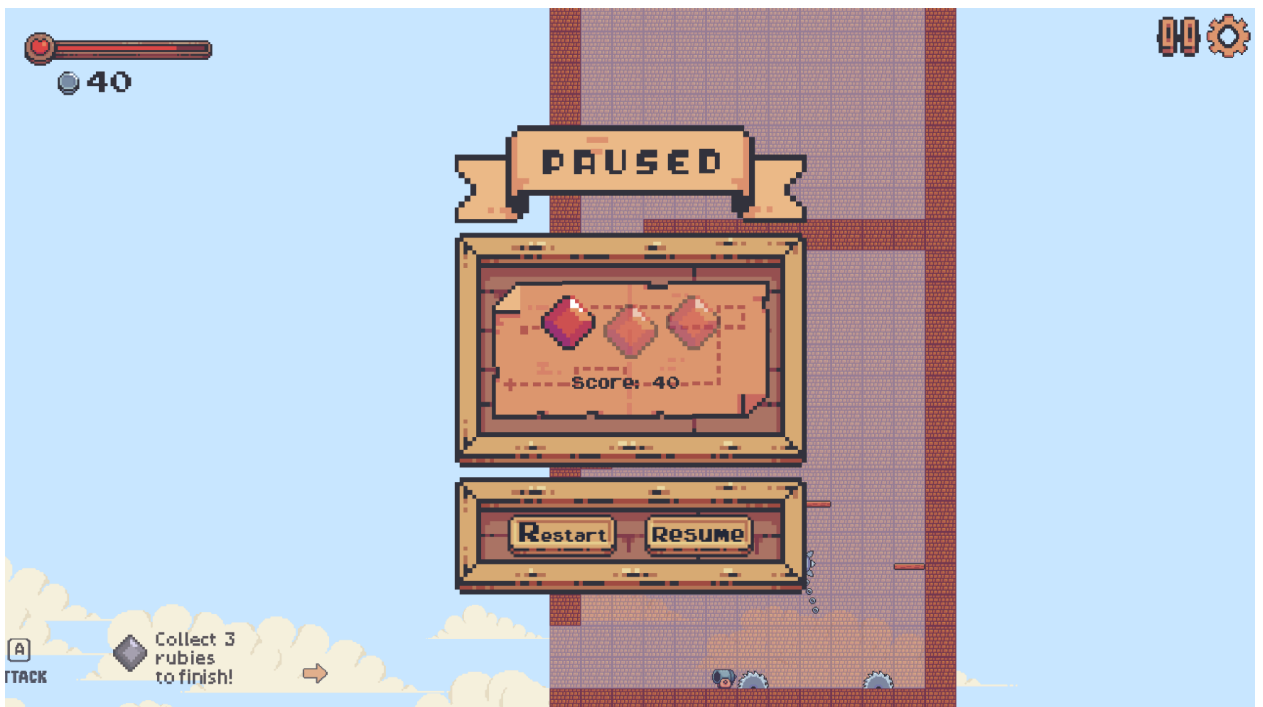 40
PAUSED
Score: 40
Restart
Resume
A
TTACK
Collect 3
rubies
to finish!